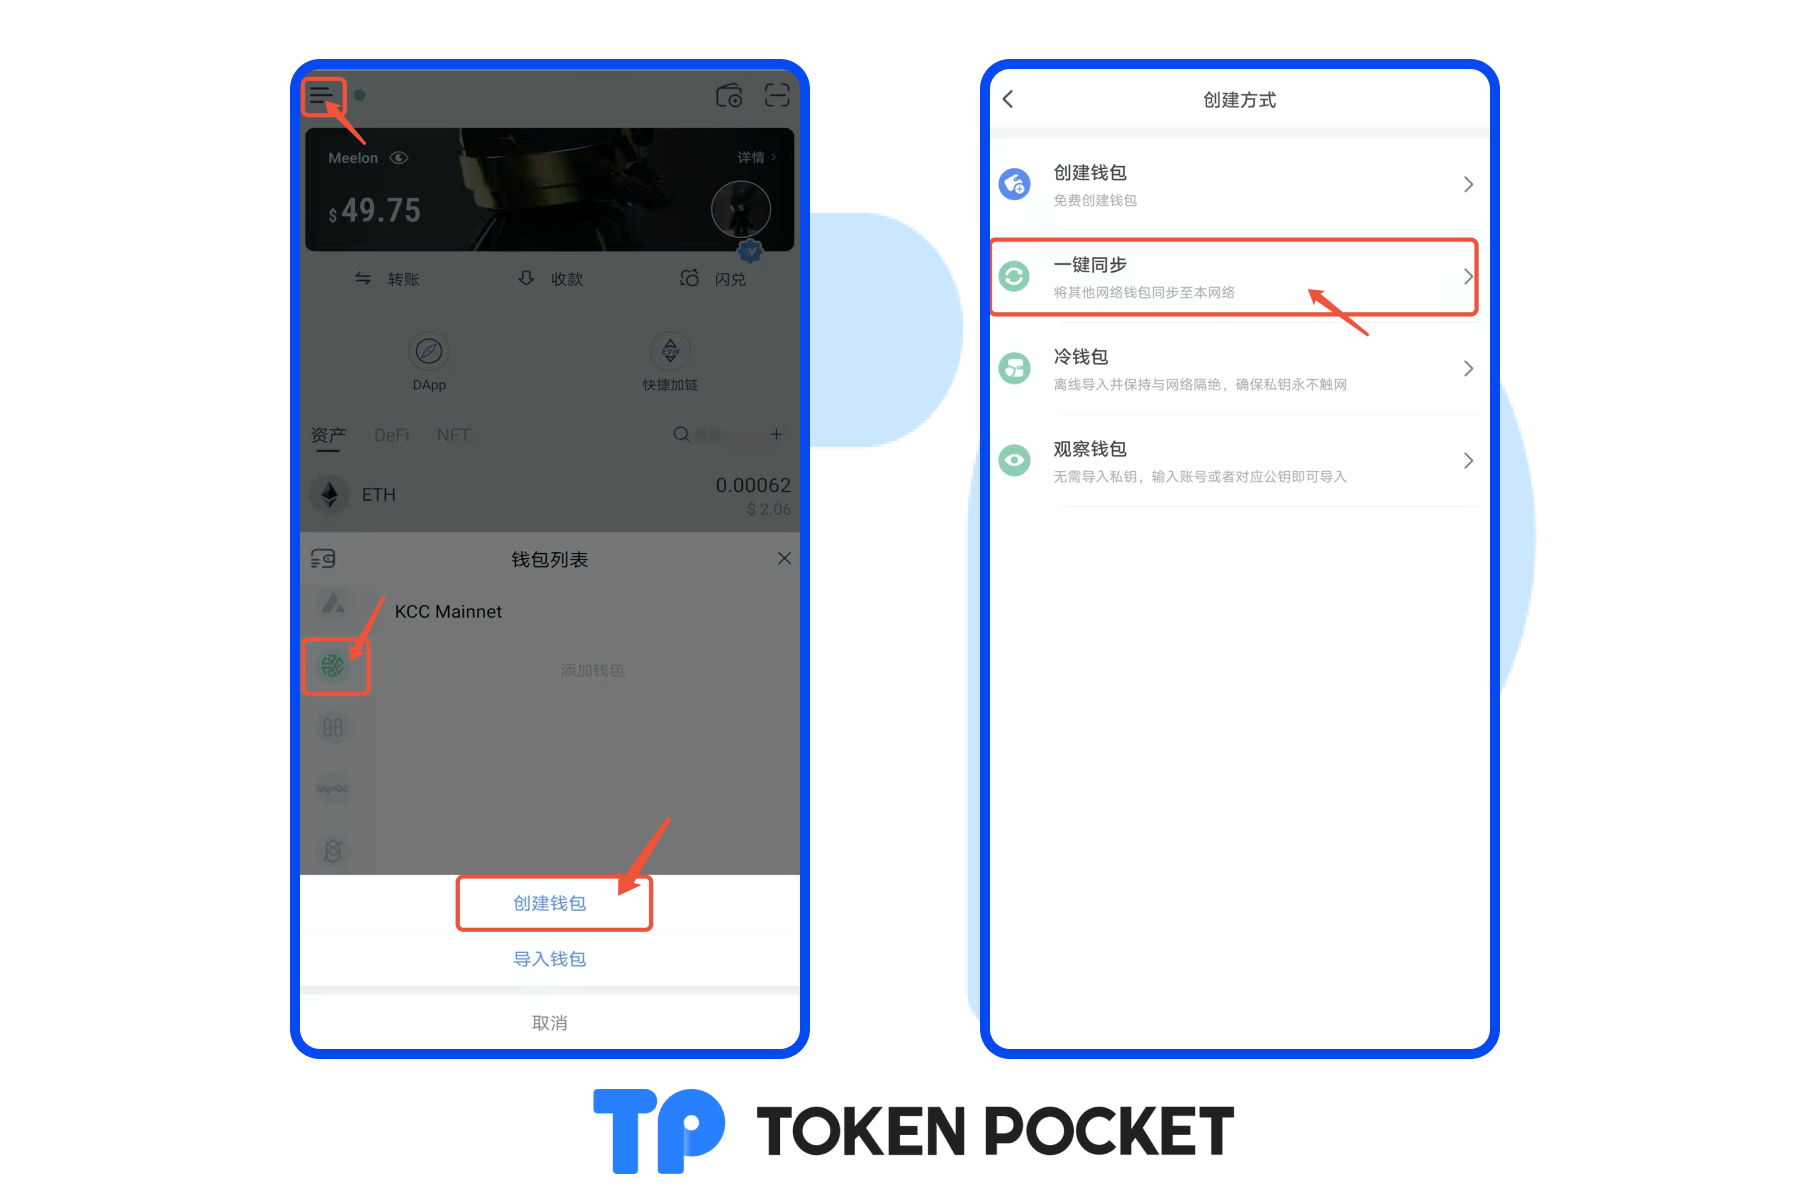 Meelon
详情
$ 49.75
转账
收款
闪兑
DApp
EVM
快捷加链
资产
DeFi
NFT
ETH
0.00062
$ 2.06
钱包列表
KCC Mainnet
添加钱包
创建钱包
导入钱包
取消
创建方式
创建钱包
免费创建钱包
一键同步
将其他网络钱包同步至本网络
冷钱包
离线导入并保持与网络隔绝，确保私钥永不触网
观察钱包
无需导入私钥，输入账号或者对应公钥即可导入
TP TOKEN POCKET